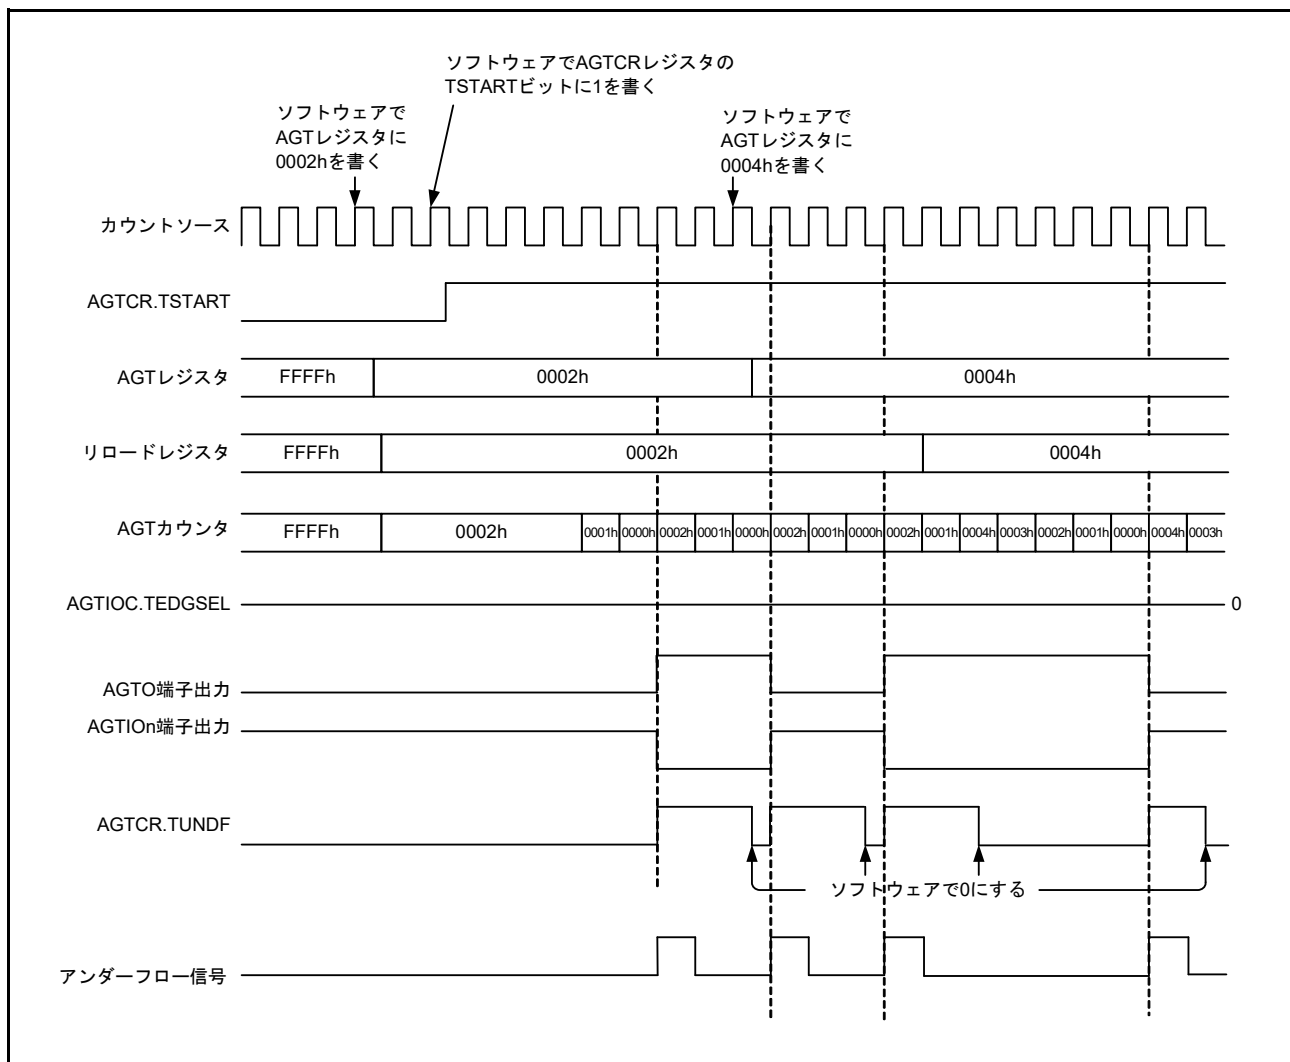 ソフトウェアでAGTCRレジスタの
TSTARTビットに1を書く
ソフトウェアで
AGTレジスタに
0002hを書く
ソフトウェアで
AGTレジスタに
0004hを書く
カウントソース
AGTCR.TSTART
AGTレジスタ FFFFh 0002h 0004h
リロードレジスタ FFFFh 0002h 0004h
AGTカウンタ FFFFh 0002h 0001h 0000h 0002h 0001h 0000h 0002h 0001h 0000h 0002h 0001h 0004h 0003h 0002h 0001h 0000h 0004h 0003h
AGTIOC.TEDGSEL 0
AGTO端子出力
AGTIOn端子出力
AGTCR.TUNDF
ソフトウェアで0にする
アンダーフロー信号